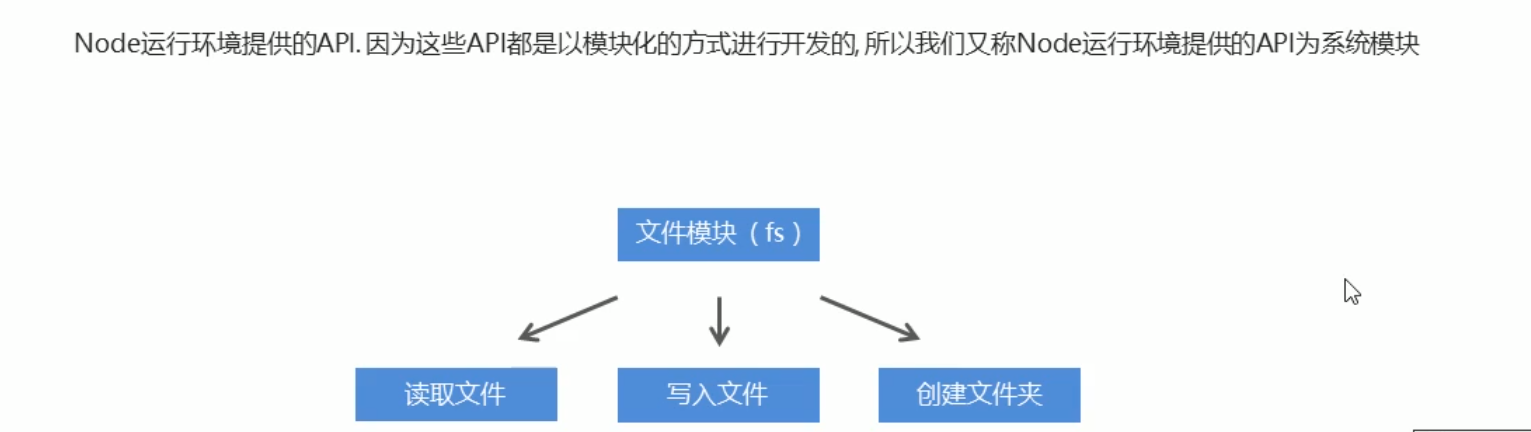 Node运行环境提供的API. 因为这些API都是以模块化的方式进行开发的, 所以我们又称Node运行环境提供的API为系统模块
文件模块（fs）
读取文件
写入文件
创建文件夹